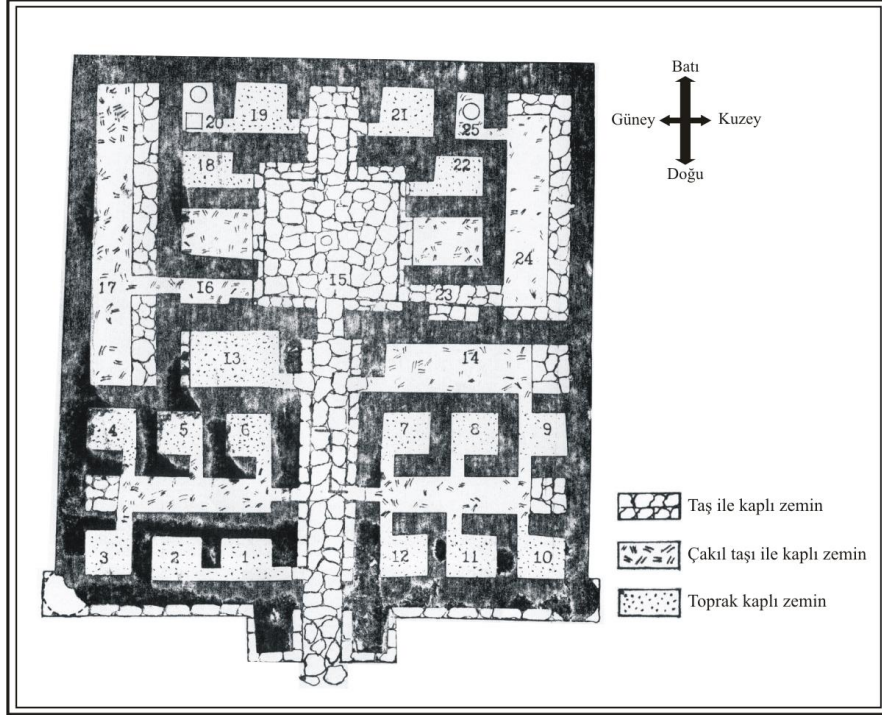 Batı
Güney Kuzey
Doğu
19 21
20 25
18 22
15 24
17 16 23
13 14
4 5 6 7 8 9
3 2 1 12 11 10
Taş ile kaplı zemin
Çakıl taşı ile kaplı zemin
Toprak kaplı zemin